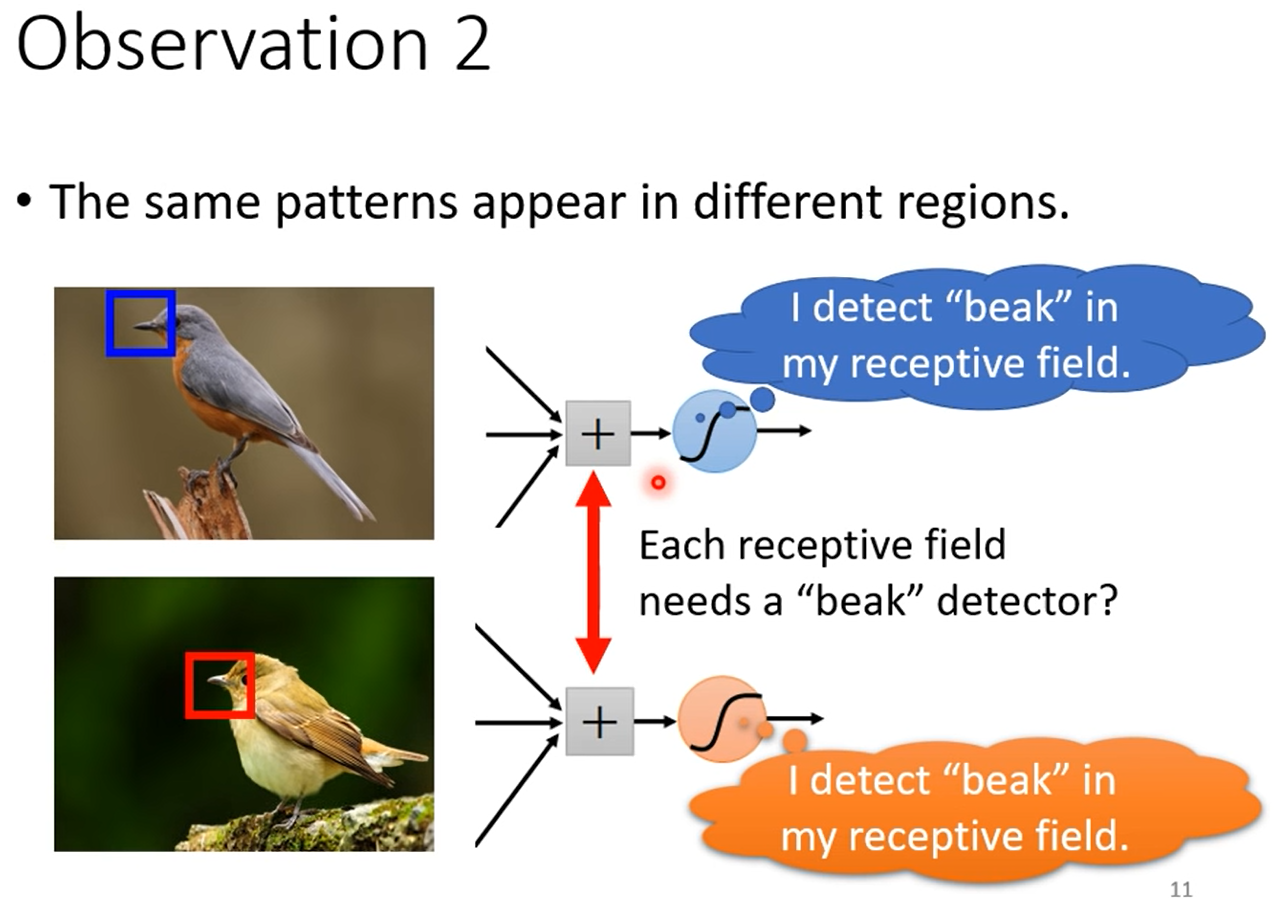 Observation 2
• The same patterns appear in different regions.
I detect “beak” in
my receptive field.
+
Each receptive field
needs a “beak” detector?
+
I detect “beak” in
my receptive field.
11